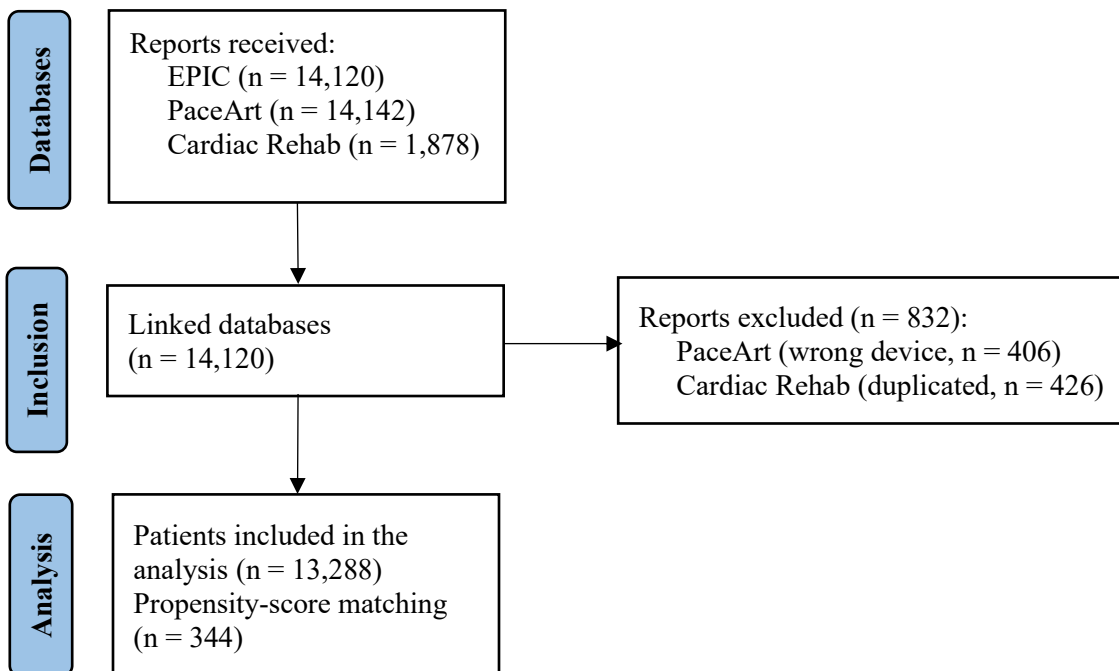 Databases
Reports received:
EPIC (n = 14,120)
PaceArt (n = 14,142)
Cardiac Rehab (n = 1,878)
Inclusion
Linked databases
(n = 14,120)
Reports excluded (n = 832):
PaceArt (wrong device, n = 406)
Cardiac Rehab (duplicated, n = 426)
Analysis
Patients included in the
analysis (n = 13,288)
Propensity-score matching
(n = 344)